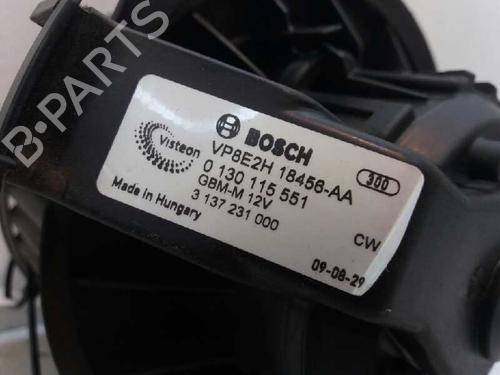 B-PARTS
BOSCH
Visteon
VP8E2H 18456-AA
0 130 115 551
300
GBM-M 12V
Made in Hungary
3 137 231 000
CW
09-08-29